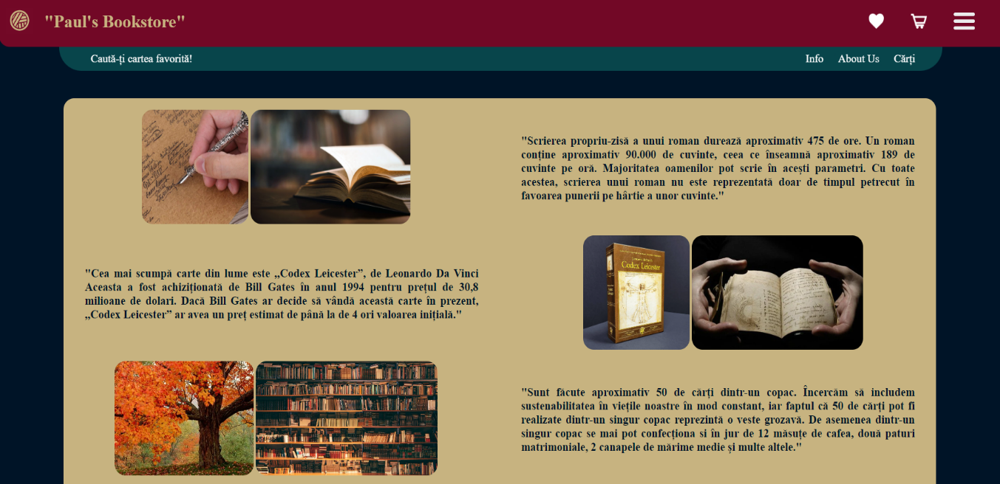 "Paul's Bookstore"
Caută-ți cartea favorită!
Info About Us Cărți
"Scrierea propriu-zisă a unui roman durează aproximativ 475 de ore. Un roman
conține aproximativ 90.000 de cuvinte, ceea ce înseamnă aproximativ 189 de
cuvinte pe oră. Majoritatea oamenilor pot scrie în acești parametri. Cu toate
acestea, scrierea unui roman nu este reprezentată doar de timpul petrecut în
favoarea punerii pe hârtie a unor cuvinte."
"Cea mai scumpă carte din lume este „Codex Leicester”, de Leonardo Da Vinci
Aceasta a fost achiziționată de Bill Gates în anul 1994 pentru prețul de 30,8
milioane de dolari. Dacă Bill Gates ar decide să vândă această carte în prezent,
„Codex Leicester” ar avea un preț estimat de până la de 4 ori valoarea inițială."
Codex Leicester
"Sunt făcute aproximativ 50 de cărți dintr-un copac. Încercăm să includem
sustenabilitatea în viețile noastre în mod constant, iar faptul că 50 de cărți pot fi
realizate dintr-un singur copac reprezintă o veste grozavă. De asemenea dintr-un
singur copac se mai pot confecționa si în jur de 12 măsuțe de cafea, două paturi
matrimoniale, 2 canapele de mărime medie și multe altele."